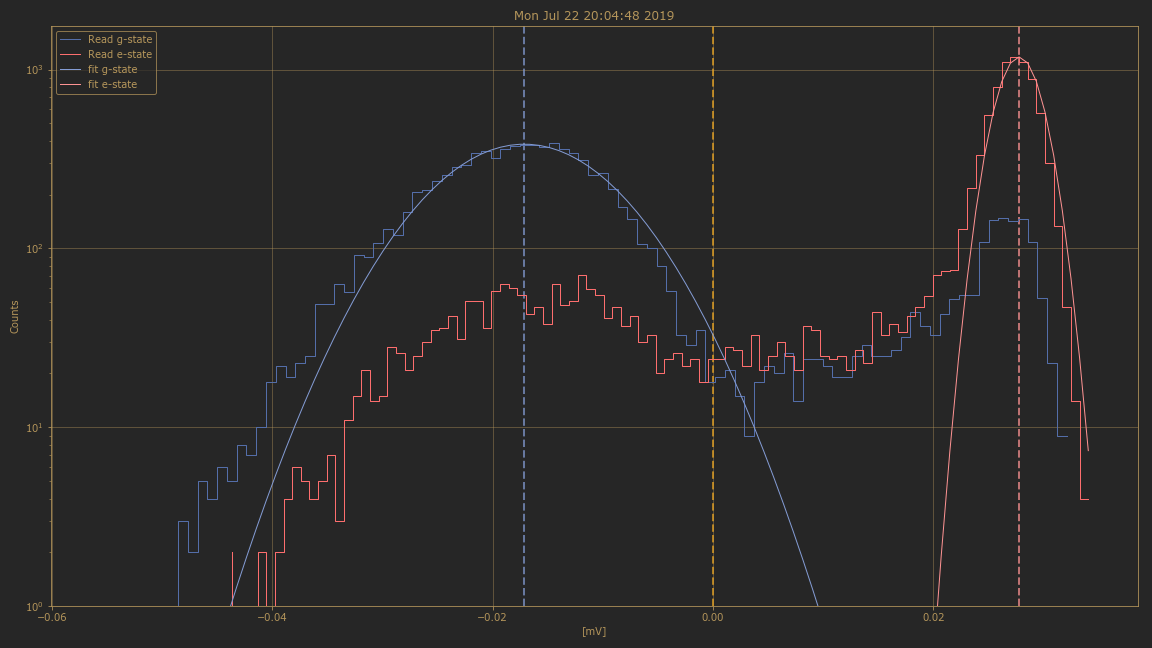 Mon Jul 22 20:04:48 2019
Read g-state
Read e-state
fit g-state
fit e-state
10³
10²
10¹
10⁰
Counts
−0.06
−0.04
−0.02
0.00
0.02
[mV]